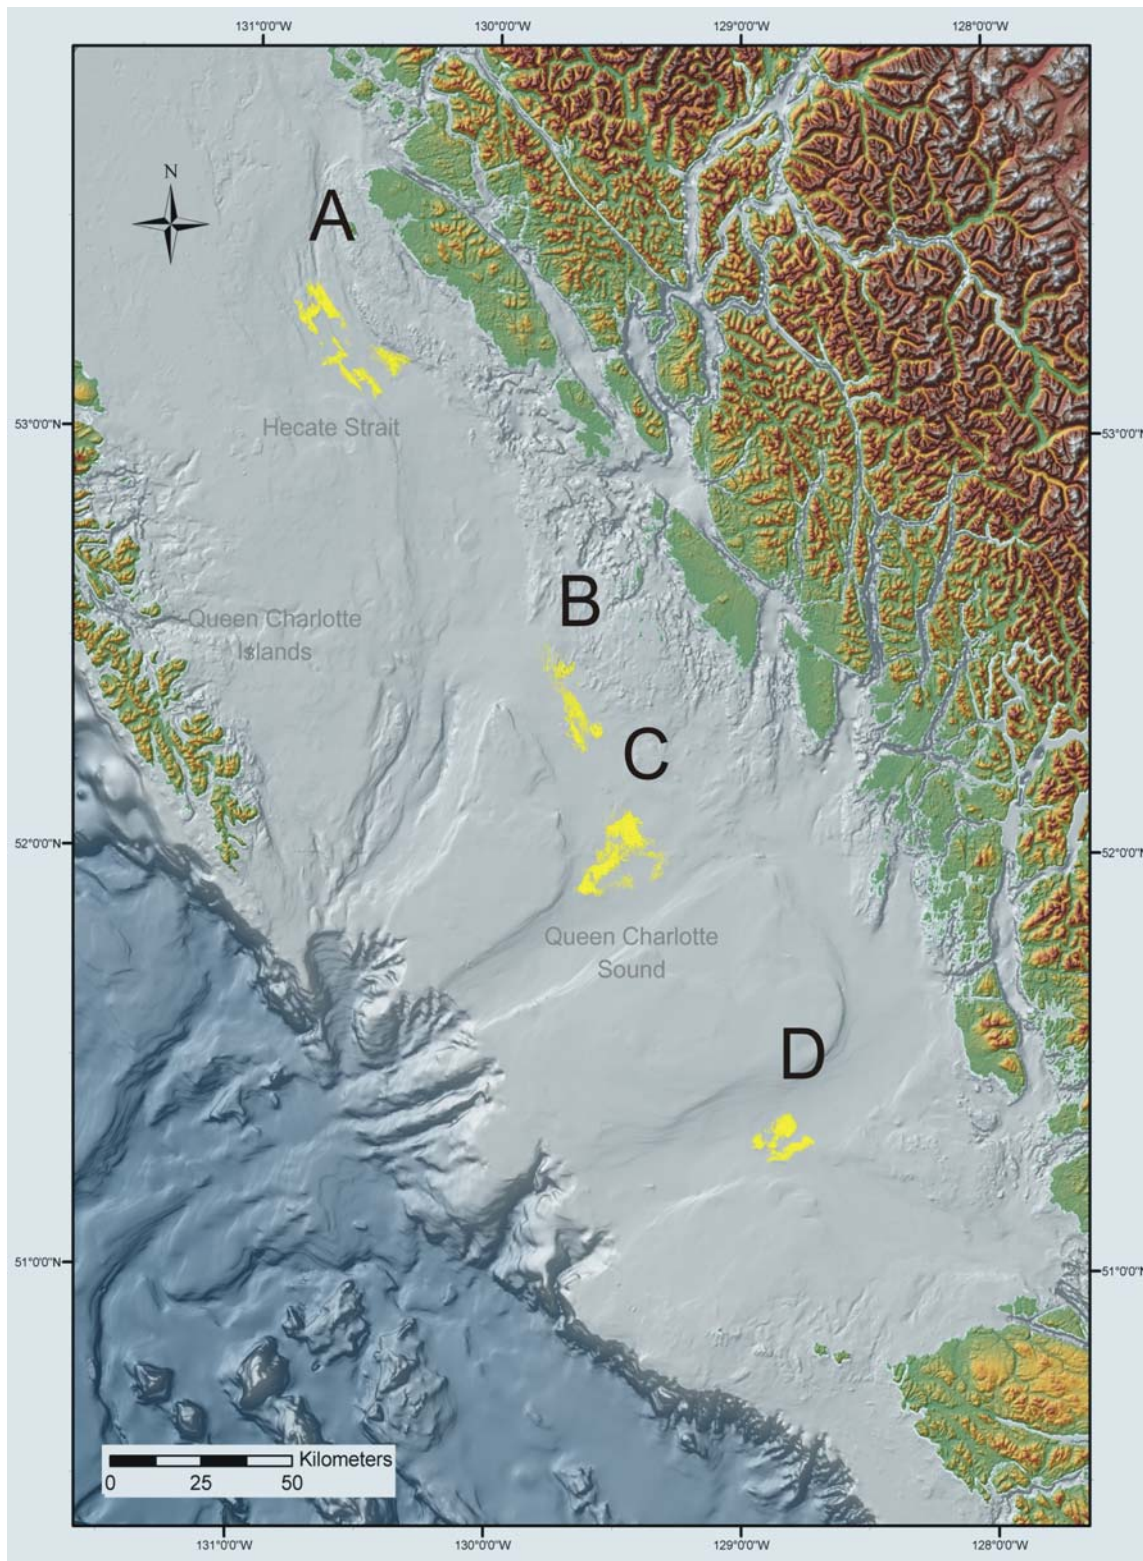 131°0'0"W 130°0'0"W 129°0'0"W 128°0'0"W
N
A
53°0'0"N
Hecate Strait
53°0'0"N
B
Queen Charlotte
Islands
C
52°0'0"N
52°0'0"N
Queen Charlotte
Sound
D
51°0'0"N
51°0'0"N
Kilometers
0 25 50
131°0'0"W 130°0'0"W 129°0'0"W 128°0'0"W